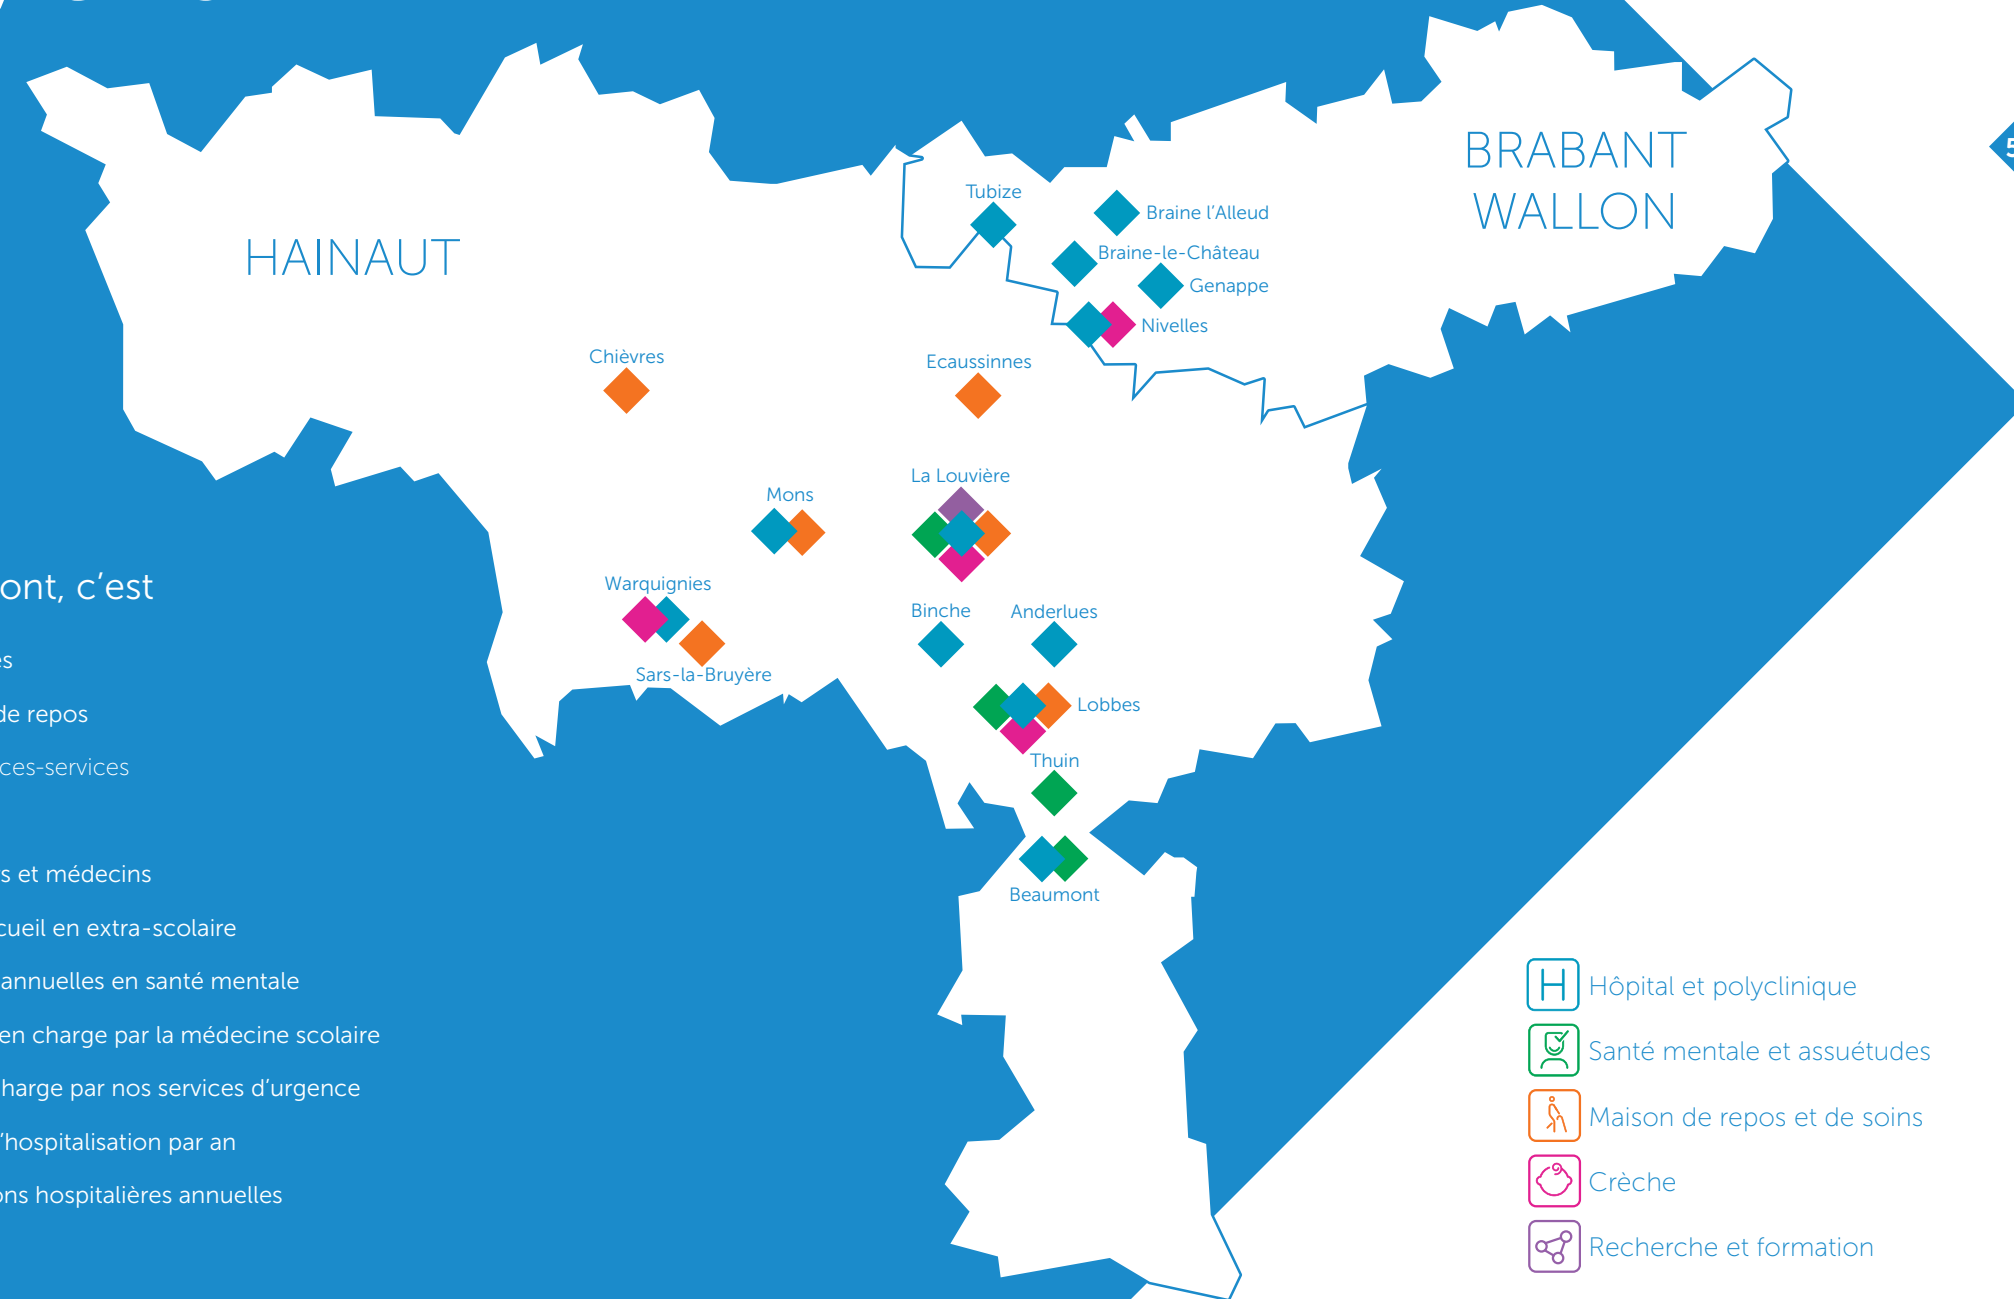 HAINAUT
BRABANT
WALLON
5
Tubize
Braine l'Alleud
Braine-le-Château
Genappe
Nivelles
Chièvres
Ecaussinnes
La Louvière
Mons
Warquignies
Sars-la-Bruyère
Binche
Anderlues
Lobbes
Thuin
Beaumont
ont, c'est
de repos
ces-services
s et médecins
cueil en extra-scolaire
annuelles en santé mentale
en charge par la médecine scolaire
harge par nos services d'urgence
'hospitalisation par an
ons hospitalières annuelles
H Hôpital et polyclinique
Santé mentale et assuétudes
Maison de repos et de soins
Crèche
Recherche et formation